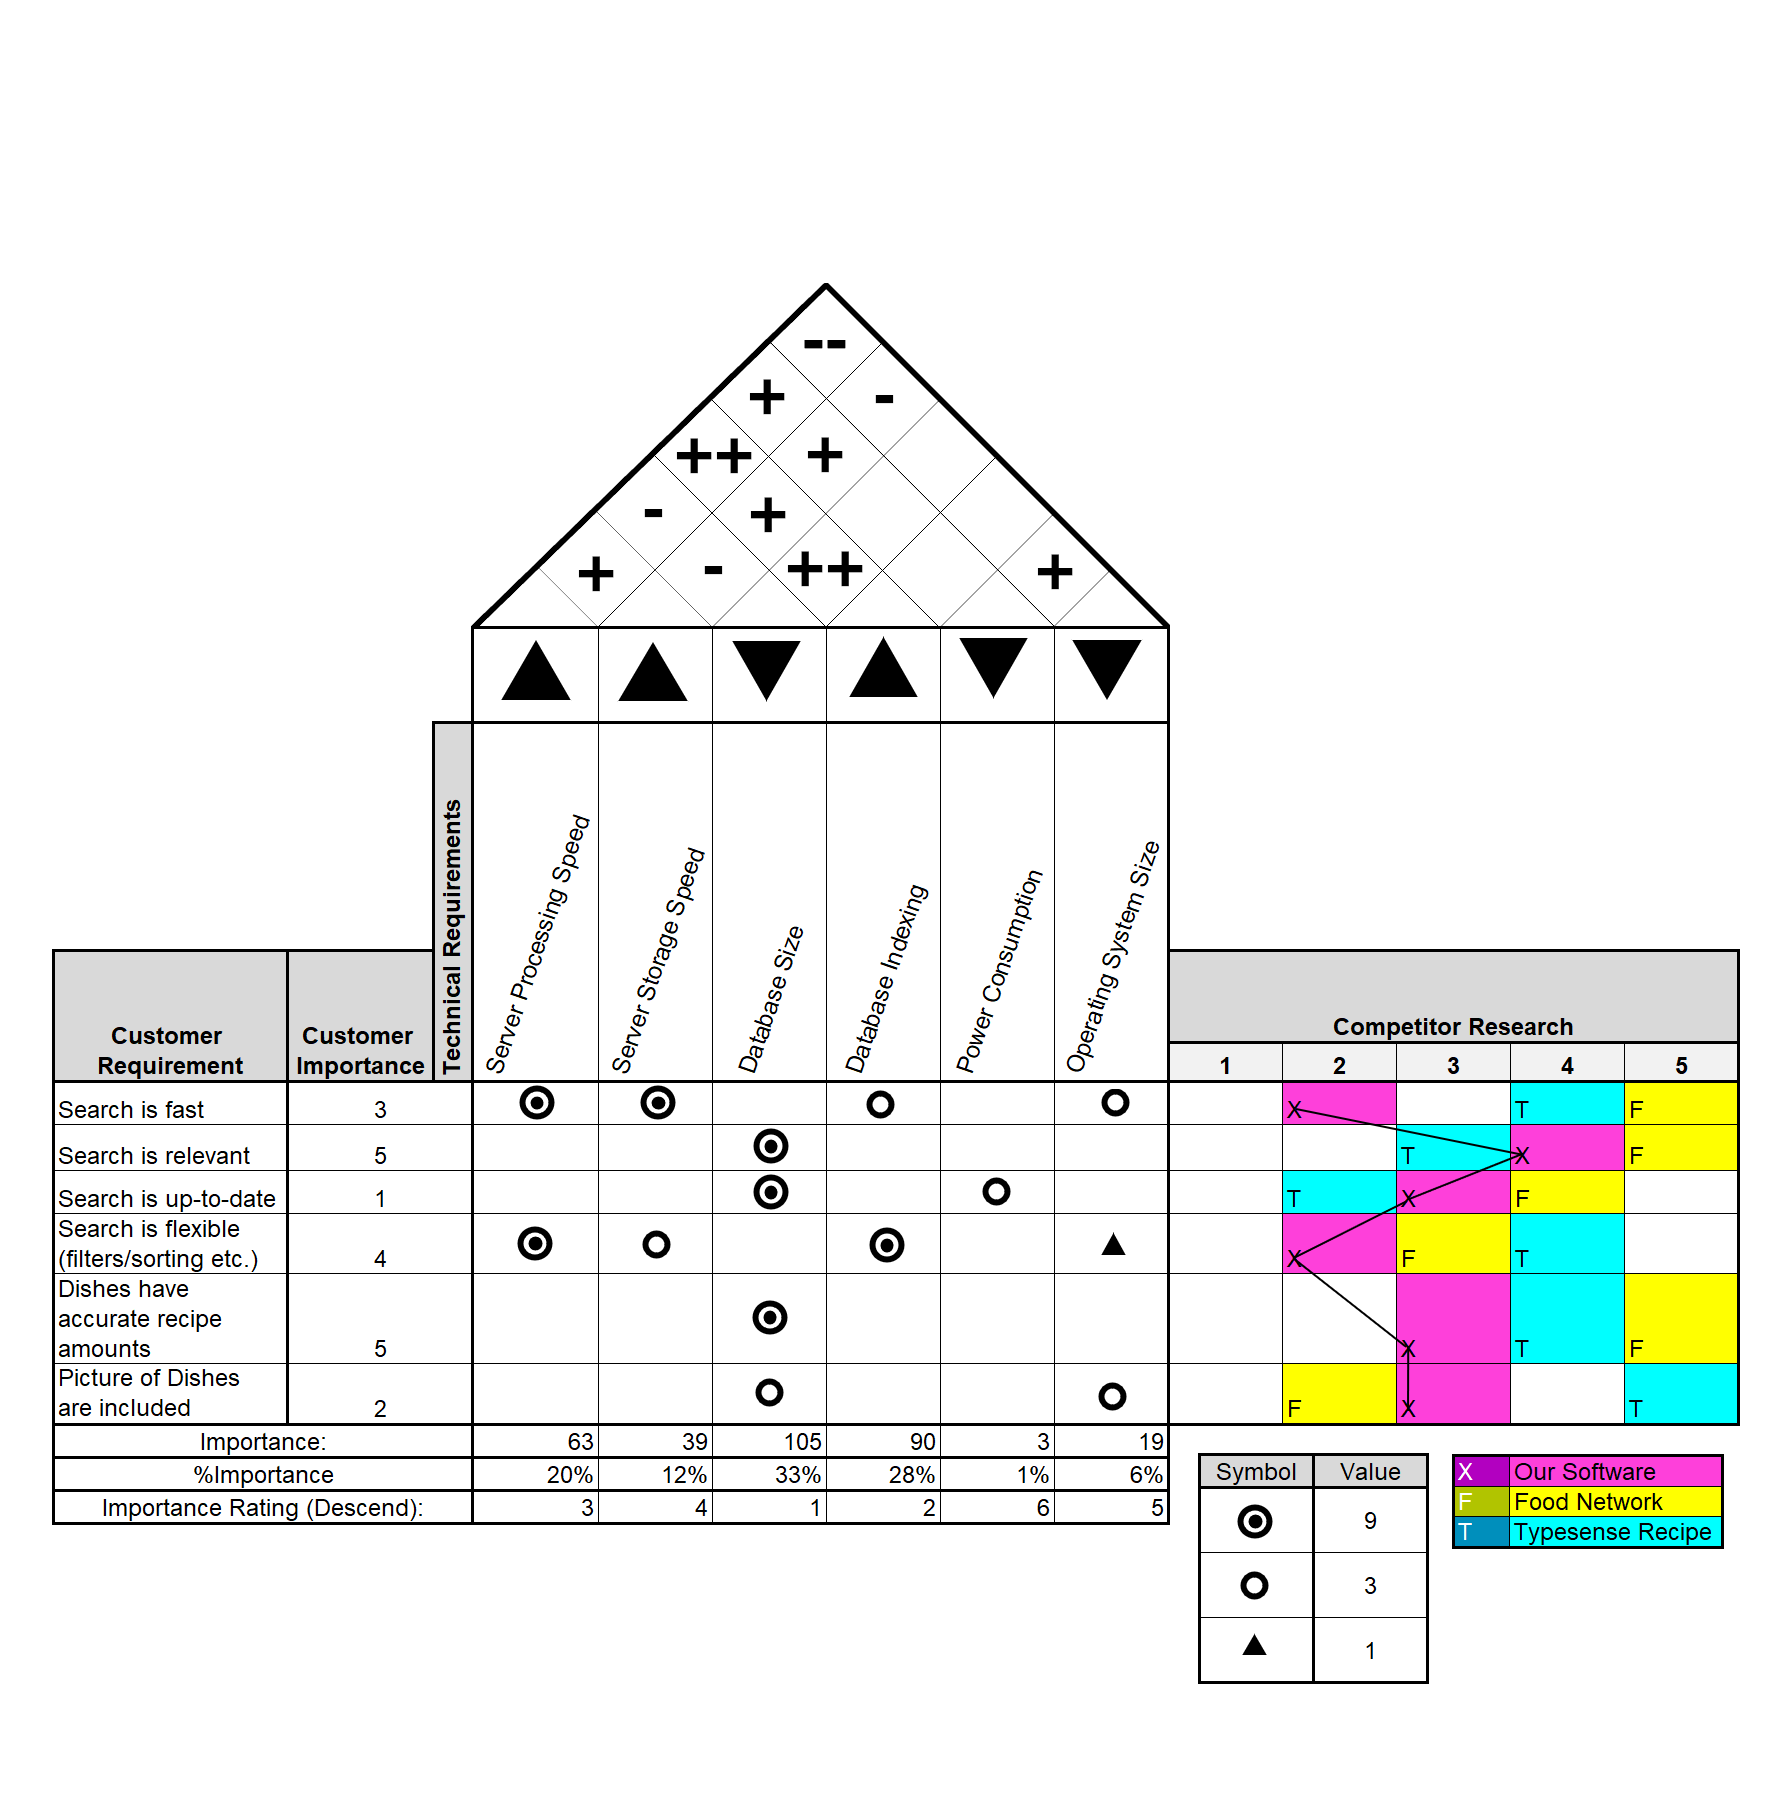 --
+ -
++ +
- +
+ - ++ +
Technical Requirements
Server Processing Speed
Server Storage Speed
Database Size
Database Indexing
Power Consumption
Operating System Size
Customer
Requirement
Customer
Importance
Competitor Research
1 2 3 4 5
Search is fast 3 X T F
Search is relevant 5 T X F
Search is up-to-date 1 T X F
Search is flexible
(filters/sorting etc.) 4 X F T
Dishes have
accurate recipe
amounts 5 X T F
Picture of Dishes
are included 2 F X T
Importance: 63 39 105 90 3 19
%Importance 20% 12% 33% 28% 1% 6%
Importance Rating (Descend): 3 4 1 2 6 5
Symbol Value
9
3
1
X Our Software
F Food Network
T Typesense Recipe